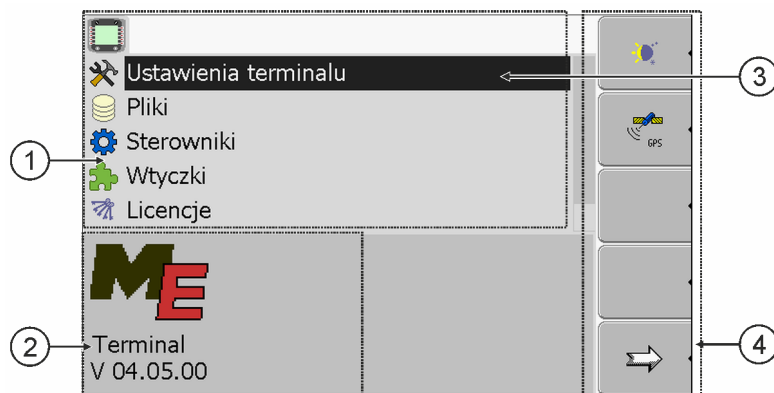 Ustawienia terminalu
Pliki
Sterowniki
Wtyczki
Licencje
ME
Terminal
V 04.05.00
GPS
1
2
3
4